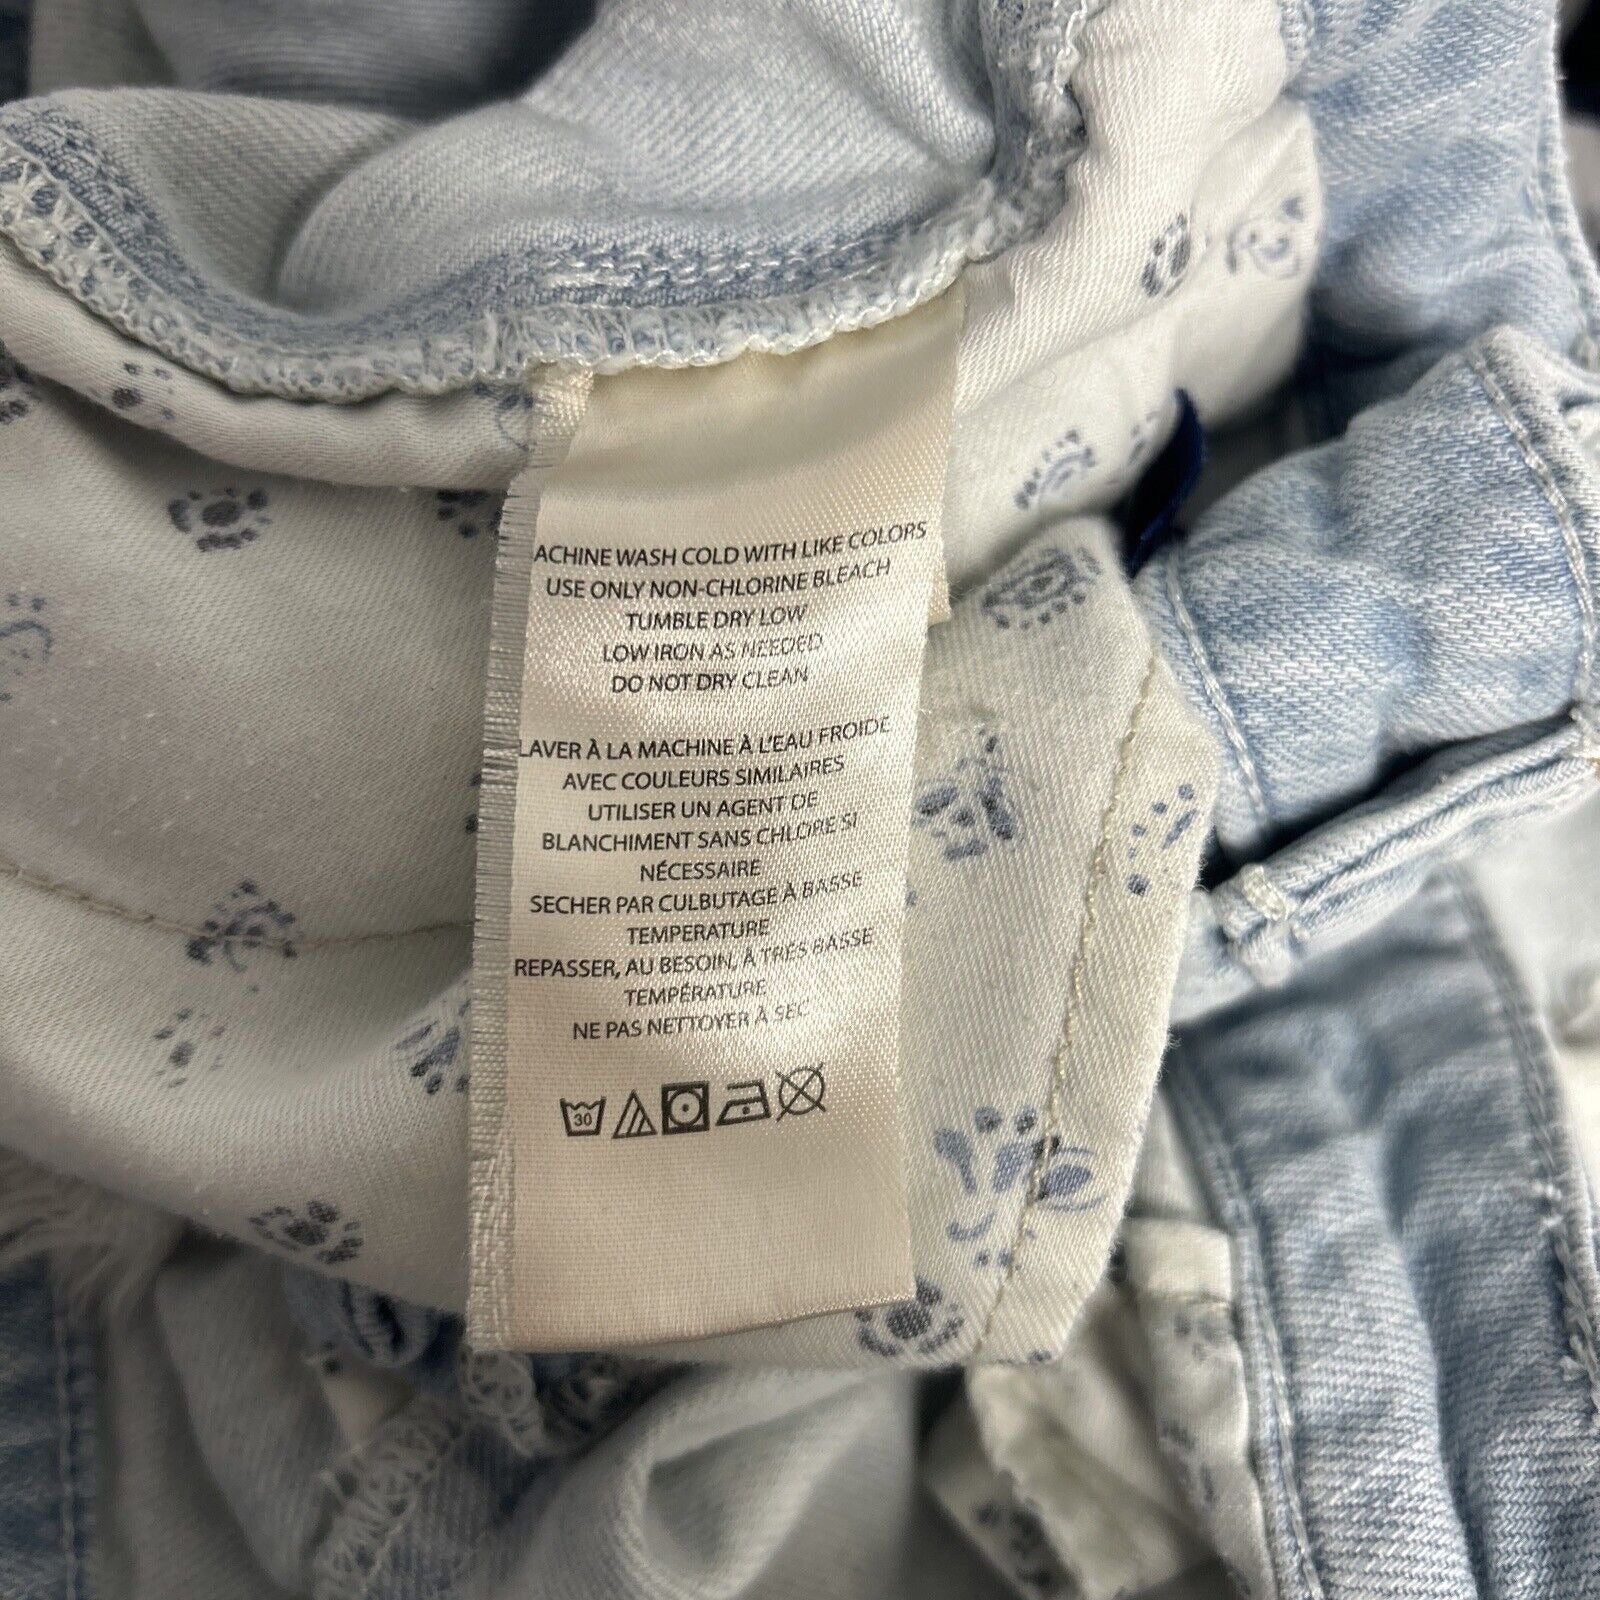 ACHINE WASH COLD WITH LIKE COLORS
USE ONLY NON-CHLORINE BLEACH
TUMBLE DRY LOW
LOW IRON AS NEEDED
DO NOT DRY CLEAN
LAVER À LA MACHINE À L'EAU FROIDE
AVEC COULEURS SIMILAIRES
UTILISER UN AGENT DE
BLANCHIMENT SANS CHLORE SI
NÉCESSAIRE
SECHER PAR CULBUTAGE À BASSE
TEMPERATURE
REPASSER, AU BESOIN, À TRÈS BASSE
TEMPÉRATURE
NE PAS NETTOYER À SEC
30